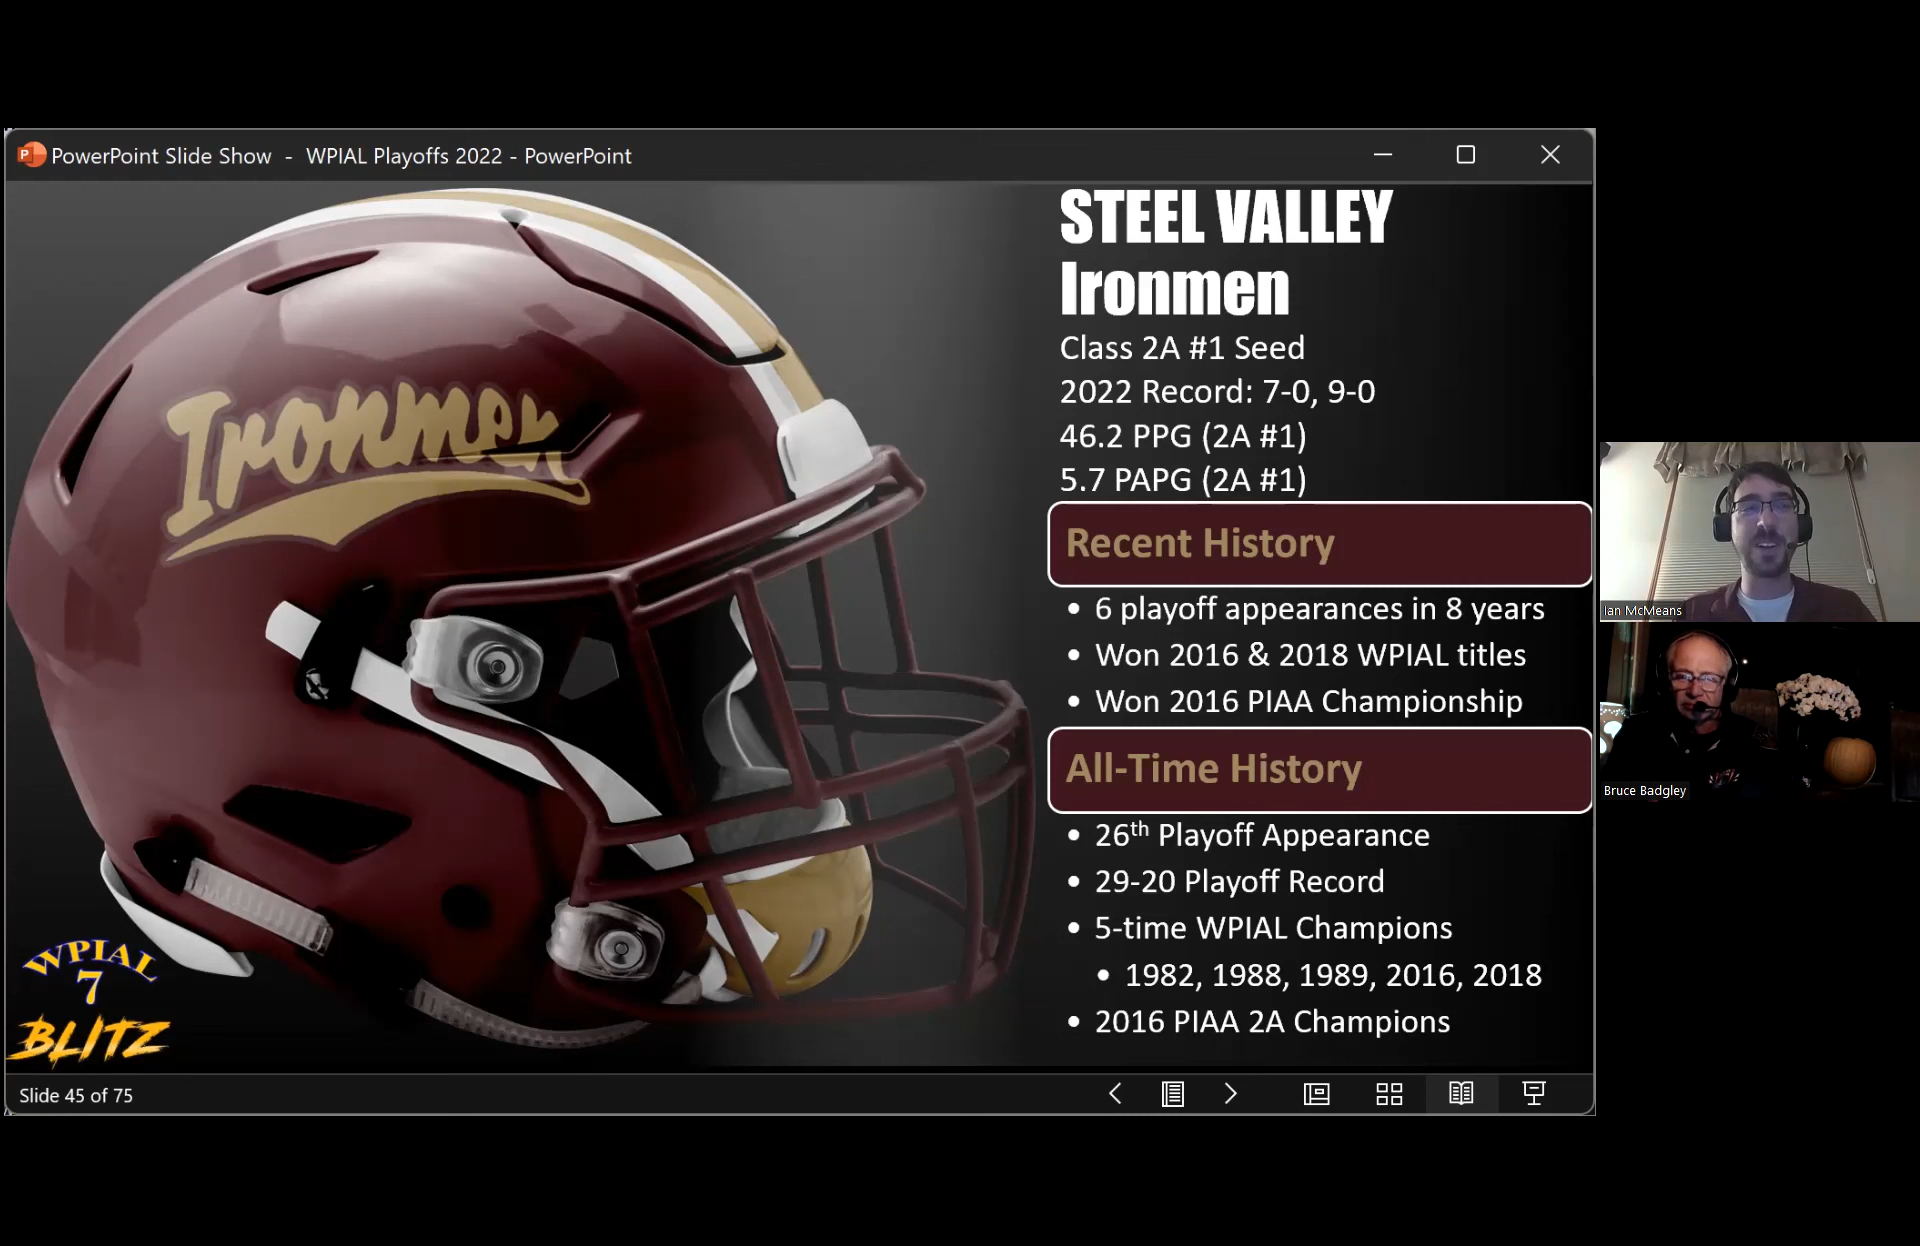 PowerPoint Slide Show - WPIAL Playoffs 2022 - PowerPoint
STEEL VALLEY
Ironmen
Class 2A #1 Seed
2022 Record: 7-0, 9-0
46.2 PPG (2A #1)
5.7 PAPG (2A #1)
Recent History
• 6 playoff appearances in 8 years
• Won 2016 & 2018 WPIAL titles
• Won 2016 PIAA Championship
All-Time History
• 26th Playoff Appearance
• 29-20 Playoff Record
• 5-time WPIAL Champions
• 1982, 1988, 1989, 2016, 2018
• 2016 PIAA 2A Champions
Ironmen
WPIAL
7
BLITZ
Slide 45 of 75
Ian McMeans
Bruce Badgley